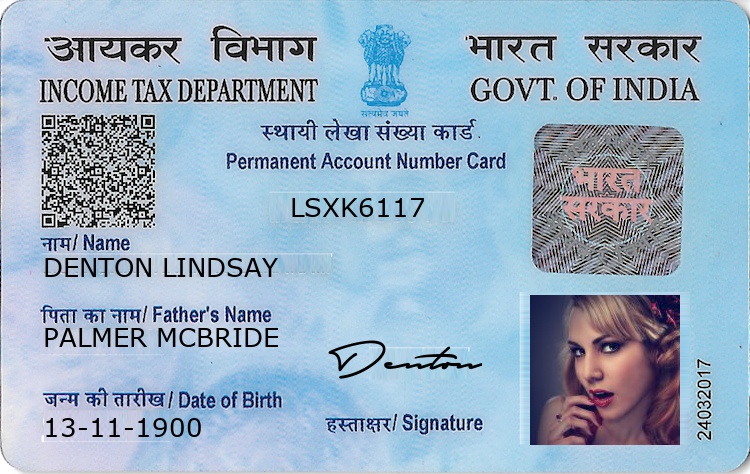 आयकर विभाग
INCOME TAX DEPARTMENT
सत्यमेव जयते
भारत सरकार
GOVT. OF INDIA
स्थायी लेखा संख्या कार्ड
Permanent Account Number Card
LSXK6117
भारत
सरकार
नाम/ Name
DENTON LINDSAY
पिता का नाम/ Father's Name
PALMER MCBRIDE
जन्म की तारीख/ Date of Birth
13-11-1900
Denton
हस्ताक्षर/ Signature
24032017